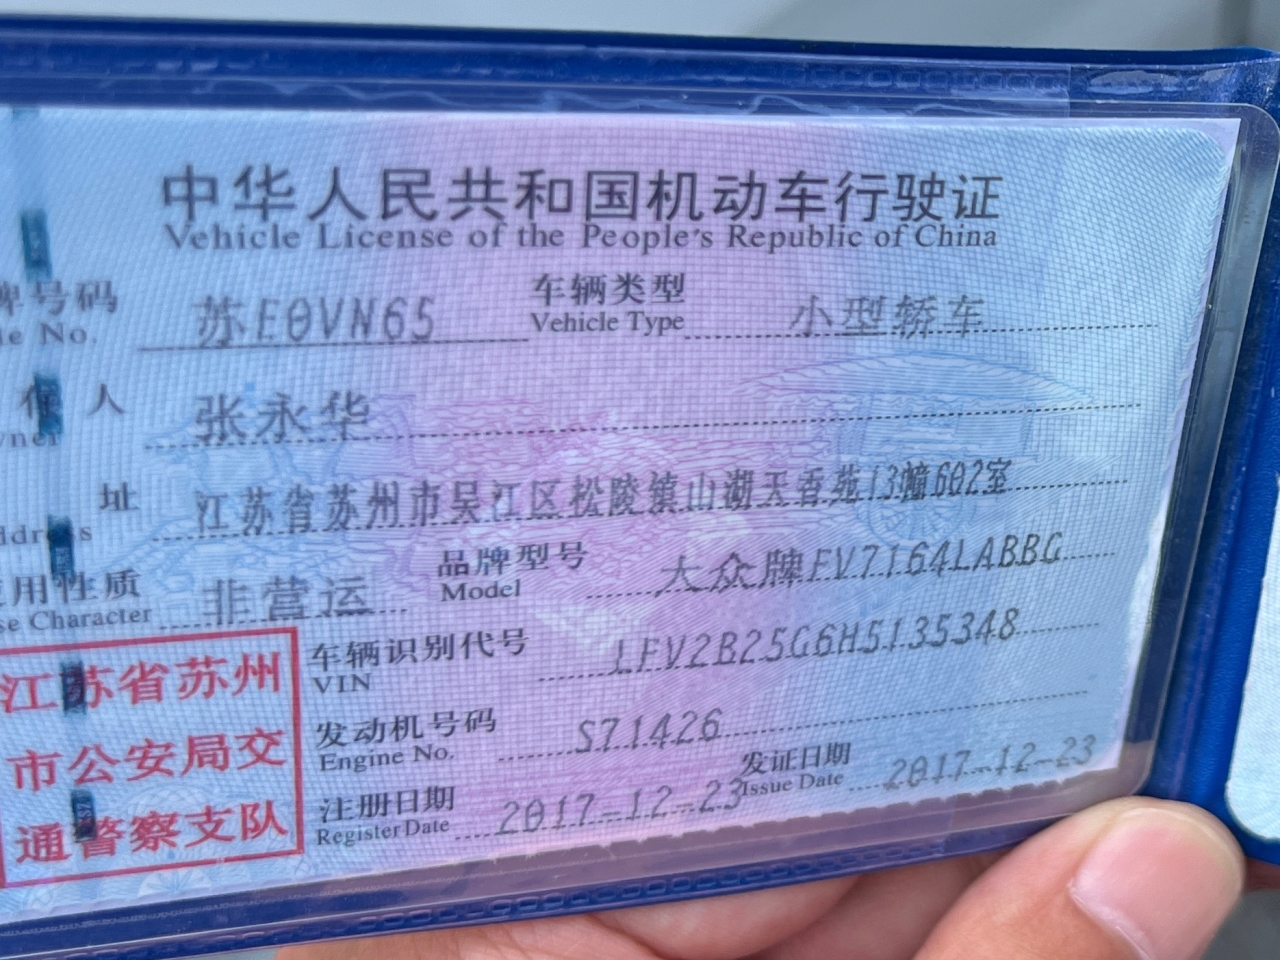 中华人民共和国机动车行驶证
Vehicle License of the People's Republic of China
牌号码 苏E0VN65 车辆类型 小型轿车
le No. Vehicle Type
人 张永华
wner
址 江苏省苏州市吴江区松陵镇山湖天香苑13幢602室
ddress
使用性质 非营运 品牌型号 大众牌FV7164LABBG
se Character Model
车辆识别代号 LFV2B25G6H5135348
VIN
发动机号码 S71426
Engine No.
注册日期 2017-12-23 发证日期 2017-12-23
Register Date Issue Date
江苏省苏州
市公安局交
通警察支队